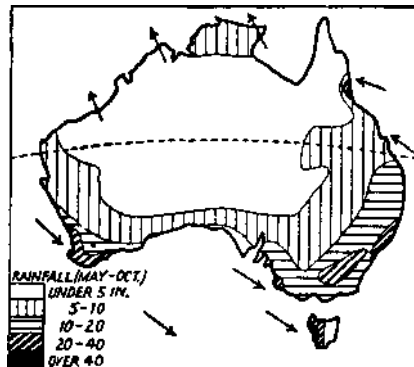 RAINFALL (MAY-OCT.)
UNDER 5 IN.
5-10
10-20
20-40
OVER 40